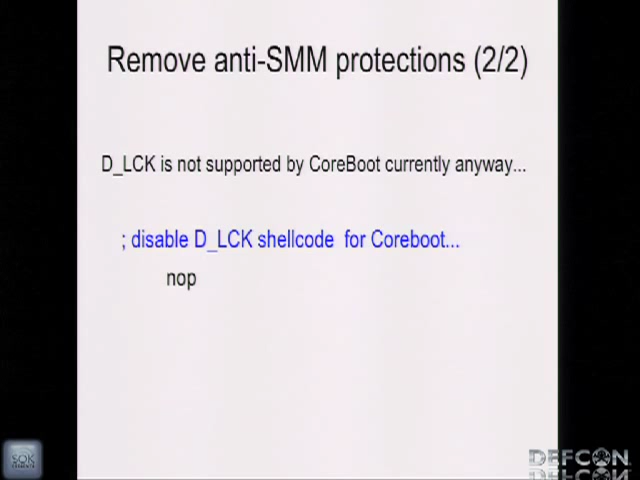 Remove anti-SMM protections (2/2)
D_LCK is not supported by CoreBoot currently anyway...
; disable D_LCK shellcode for Coreboot...
nop
SOK
DEFCON